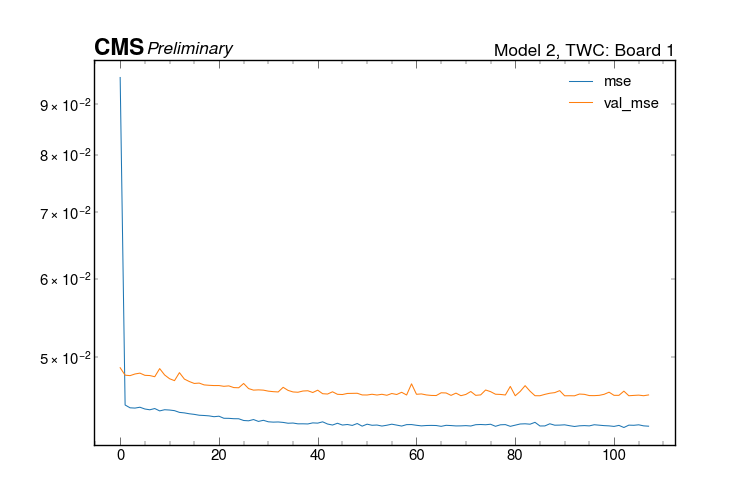 CMS Preliminary
Model 2, TWC: Board 1
mse
val_mse
9 × 10⁻²
8 × 10⁻²
7 × 10⁻²
6 × 10⁻²
5 × 10⁻²
0 20 40 60 80 100